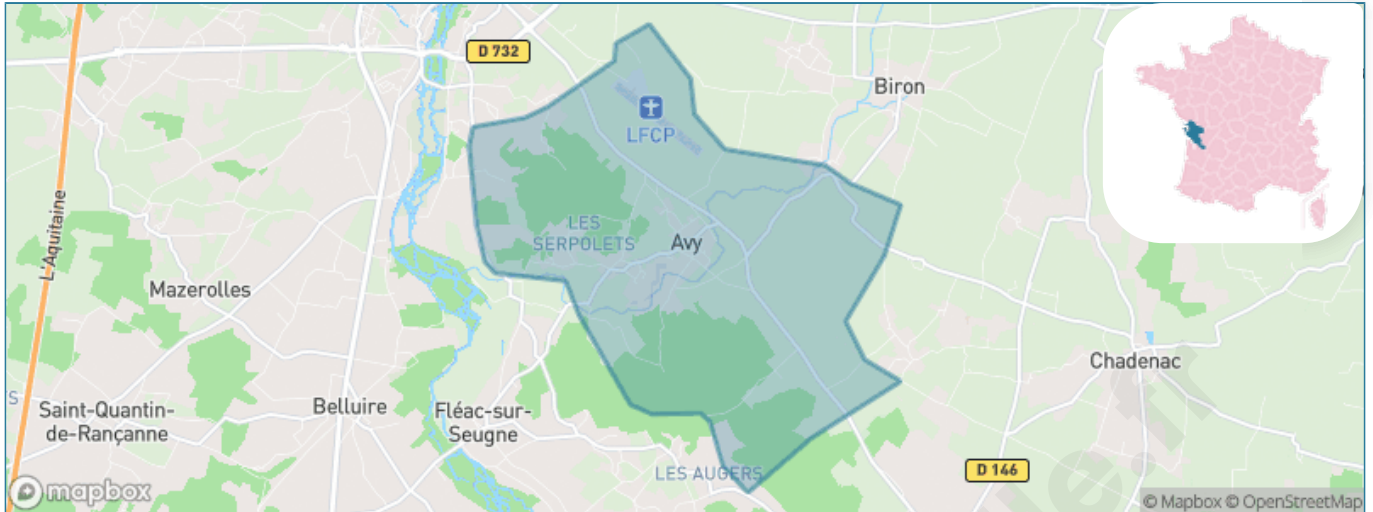 D 732
Biron
LFCP
L'Aquitaine
LES
SERPOLETS
Avy
Mazerolles
Chadenac
Saint-Quantin-
de-Rançanne
Belluire
Fléac-sur-
Seugne
LES AUGERS
D 146
mapbox
© Mapbox © OpenStreetMap